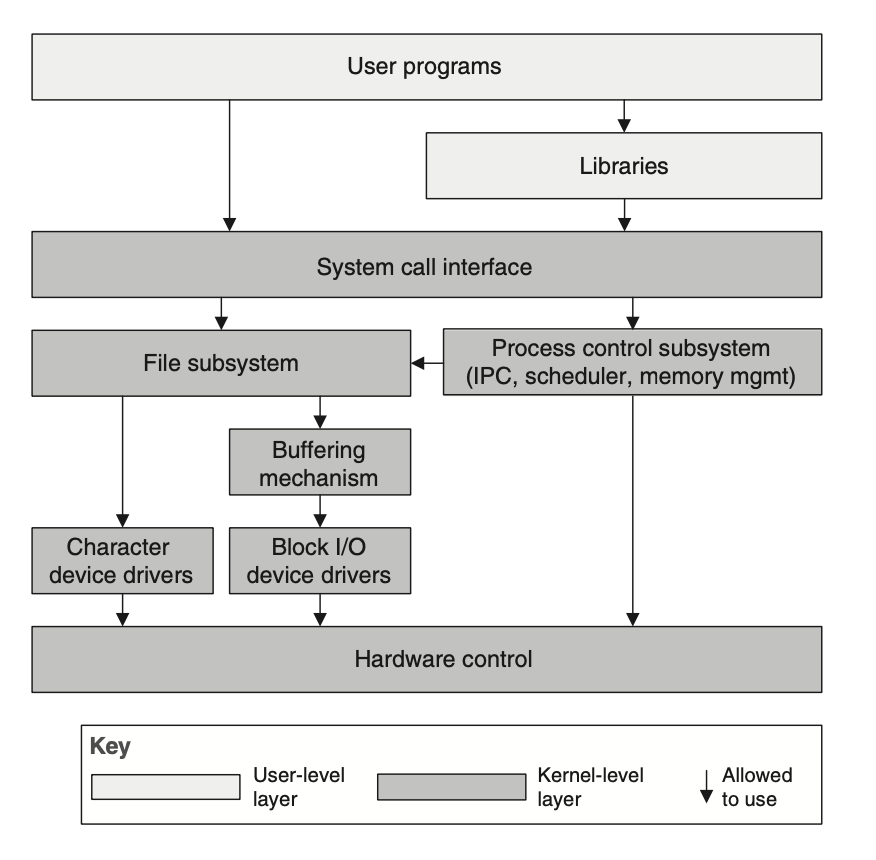 User programs
Libraries
System call interface
File subsystem
Process control subsystem
(IPC, scheduler, memory mgmt)
Buffering
mechanism
Character
device drivers
Block I/O
device drivers
Hardware control
Key
User-level
layer
Kernel-level
layer
Allowed
to use